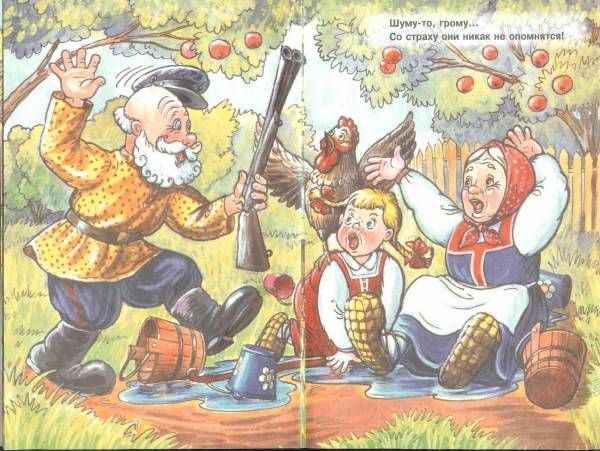 Шуму-то, грому...
Со страху они никак не опомнятся!